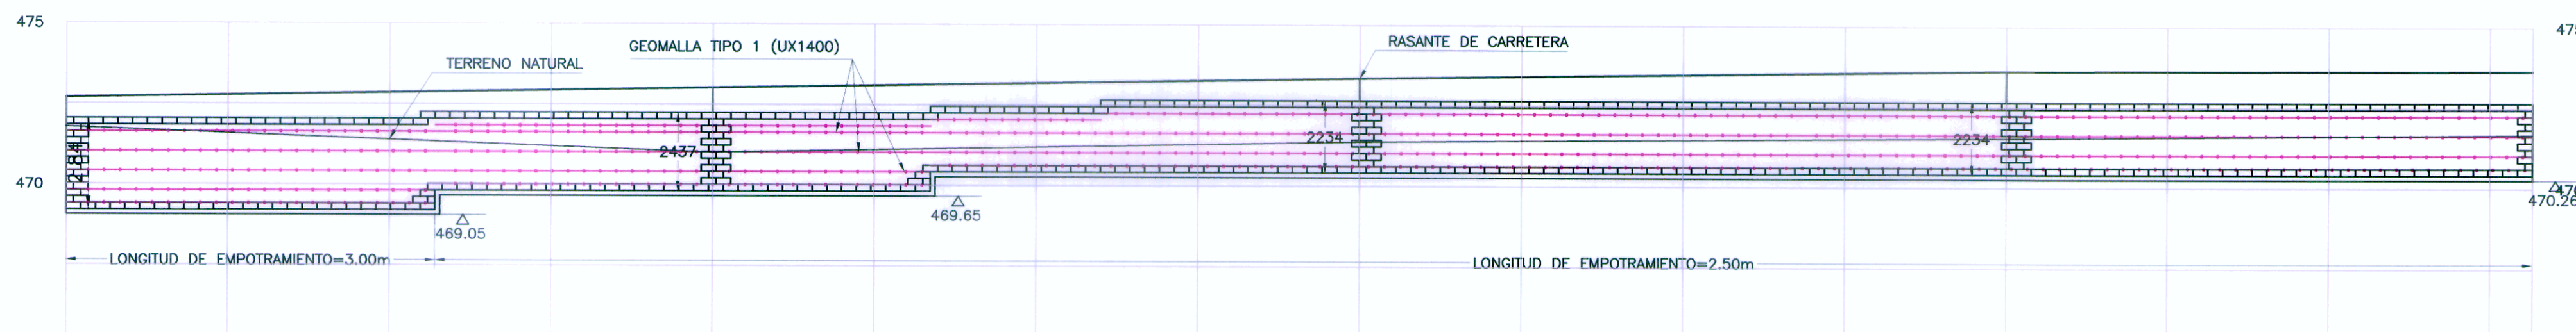 475
GEOMALLA TIPO 1 (UX1400)
RASANTE DE CARRETERA
TERRENO NATURAL
2437
2234
2234
470
469.05
469.65
470.26
LONGITUD DE EMPOTRAMIENTO=3.00m
LONGITUD DE EMPOTRAMIENTO=2.50m